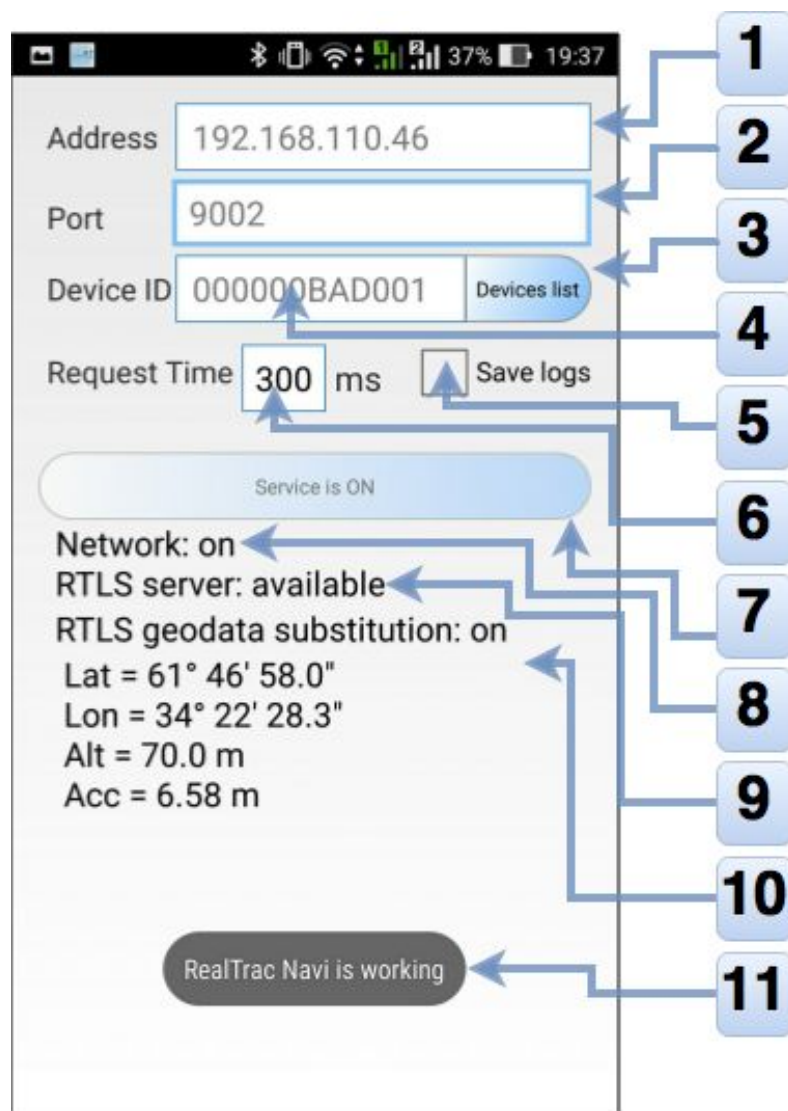 37% 19:37
Address 192.168.110.46
Port 9002
Device ID 000000BAD001 Devices list
Request Time 300 ms Save logs
Service is ON
Network: on
RTLS server: available
RTLS geodata substitution: on
Lat = 61° 46' 58.0"
Lon = 34° 22' 28.3"
Alt = 70.0 m
Acc = 6.58 m
RealTrac Navi is working
1
2
3
4
5
6
7
8
9
10
11